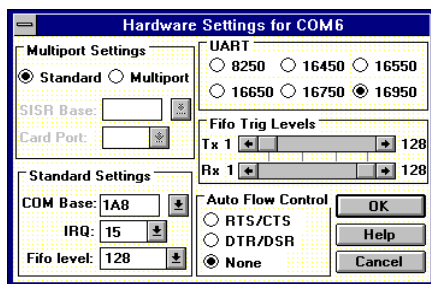 Hardware Settings for COM6
Multiport Settings
Standard Multiport
SISR Base:
Card Port:
Standard Settings
COM Base: 1A8
IRQ: 15
Fifo level: 128
UART
8250 16450 16550
16650 16750 16950
Fifo Trig Levels
Tx 1 128
Rx 1 128
Auto Flow Control
RTS/CTS
DTR/DSR
None
OK
Help
Cancel